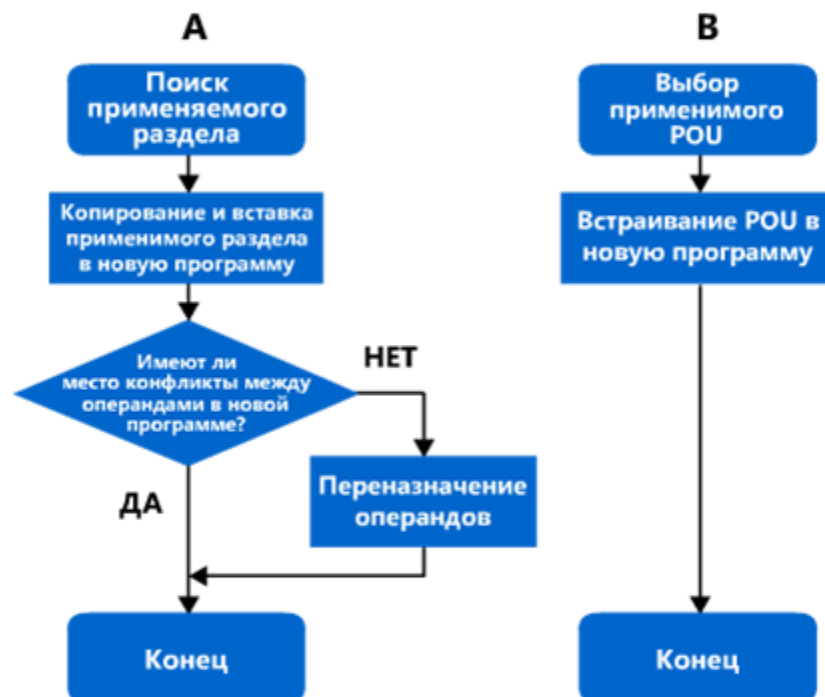 A
Поиск
применяемого
раздела
Копирование и вставка
применимого раздела
в новую программу
Имеют ли
место конфликты между
операндами в новой
программе?
НЕТ
ДА
Переназначение
операндов
Конец
B
Выбор
применимого
POU
Встраивание POU в
новую программу
Конец